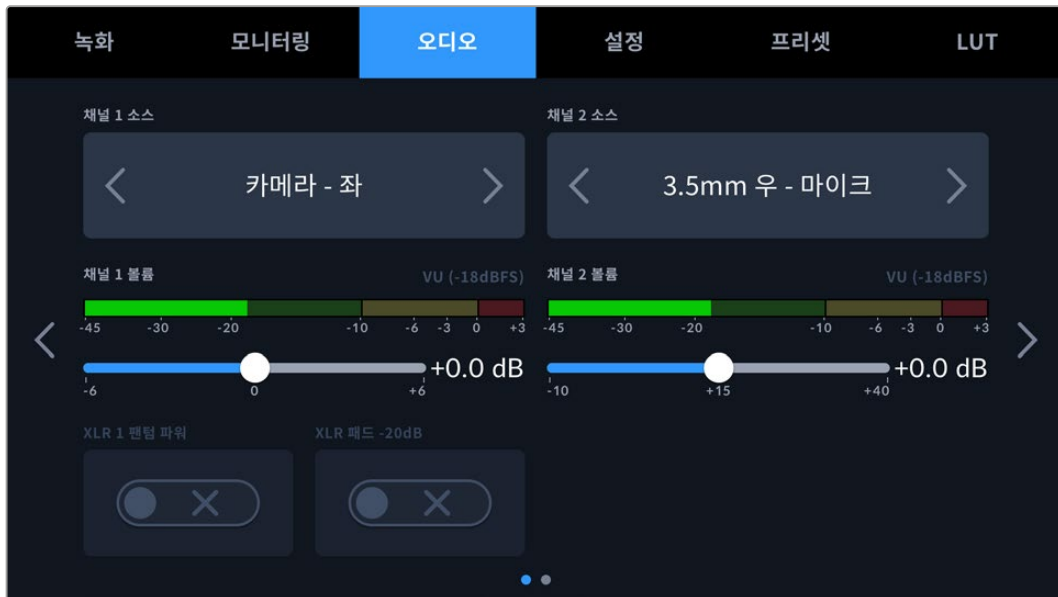 녹화 모니터링 오디오 설정 프리셋 LUT
채널 1 소스 채널 2 소스
카메라 - 좌 3.5mm 우 - 마이크
채널 1 볼륨 VU (-18dBFS) 채널 2 볼륨 VU (-18dBFS)
-45 -30 -20 -10 -6 -3 0 +3 -45 -30 -20 -10 -6 -3 0 +3
+0.0 dB +0.0 dB
-6 0 +6 -10 +15 +40
XLR 1 팬텀 파워 XLR 패드 -20dB